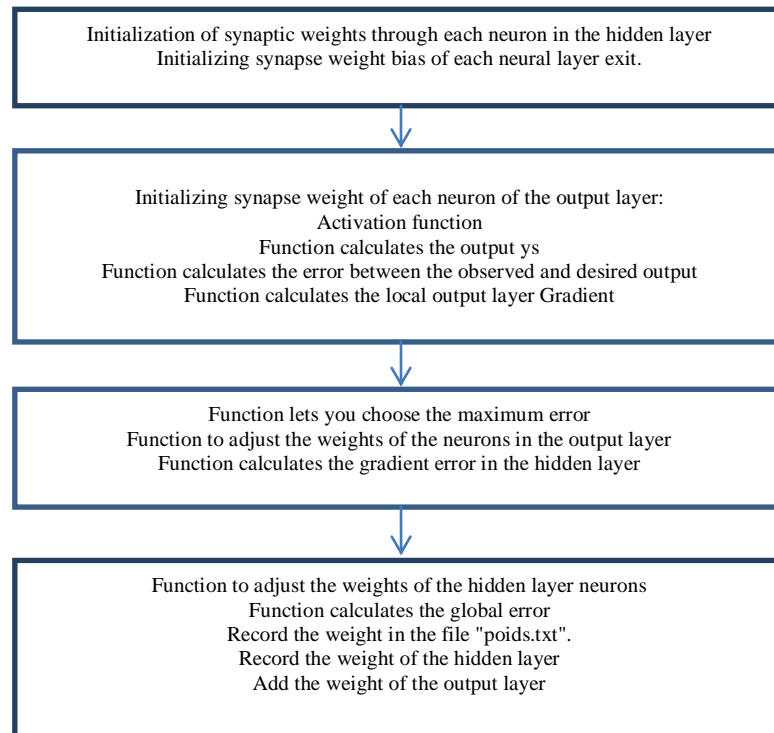 Initialization of synaptic weights through each neuron in the hidden layer
Initializing synapse weight bias of each neural layer exit.
Initializing synapse weight of each neuron of the output layer:
Activation function
Function calculates the output ys
Function calculates the error between the observed and desired output
Function calculates the local output layer Gradient
Function lets you choose the maximum error
Function to adjust the weights of the neurons in the output layer
Function calculates the gradient error in the hidden layer
Function to adjust the weights of the hidden layer neurons
Function calculates the global error
Record the weight in the file "poids.txt".
Record the weight of the hidden layer
Add the weight of the output layer